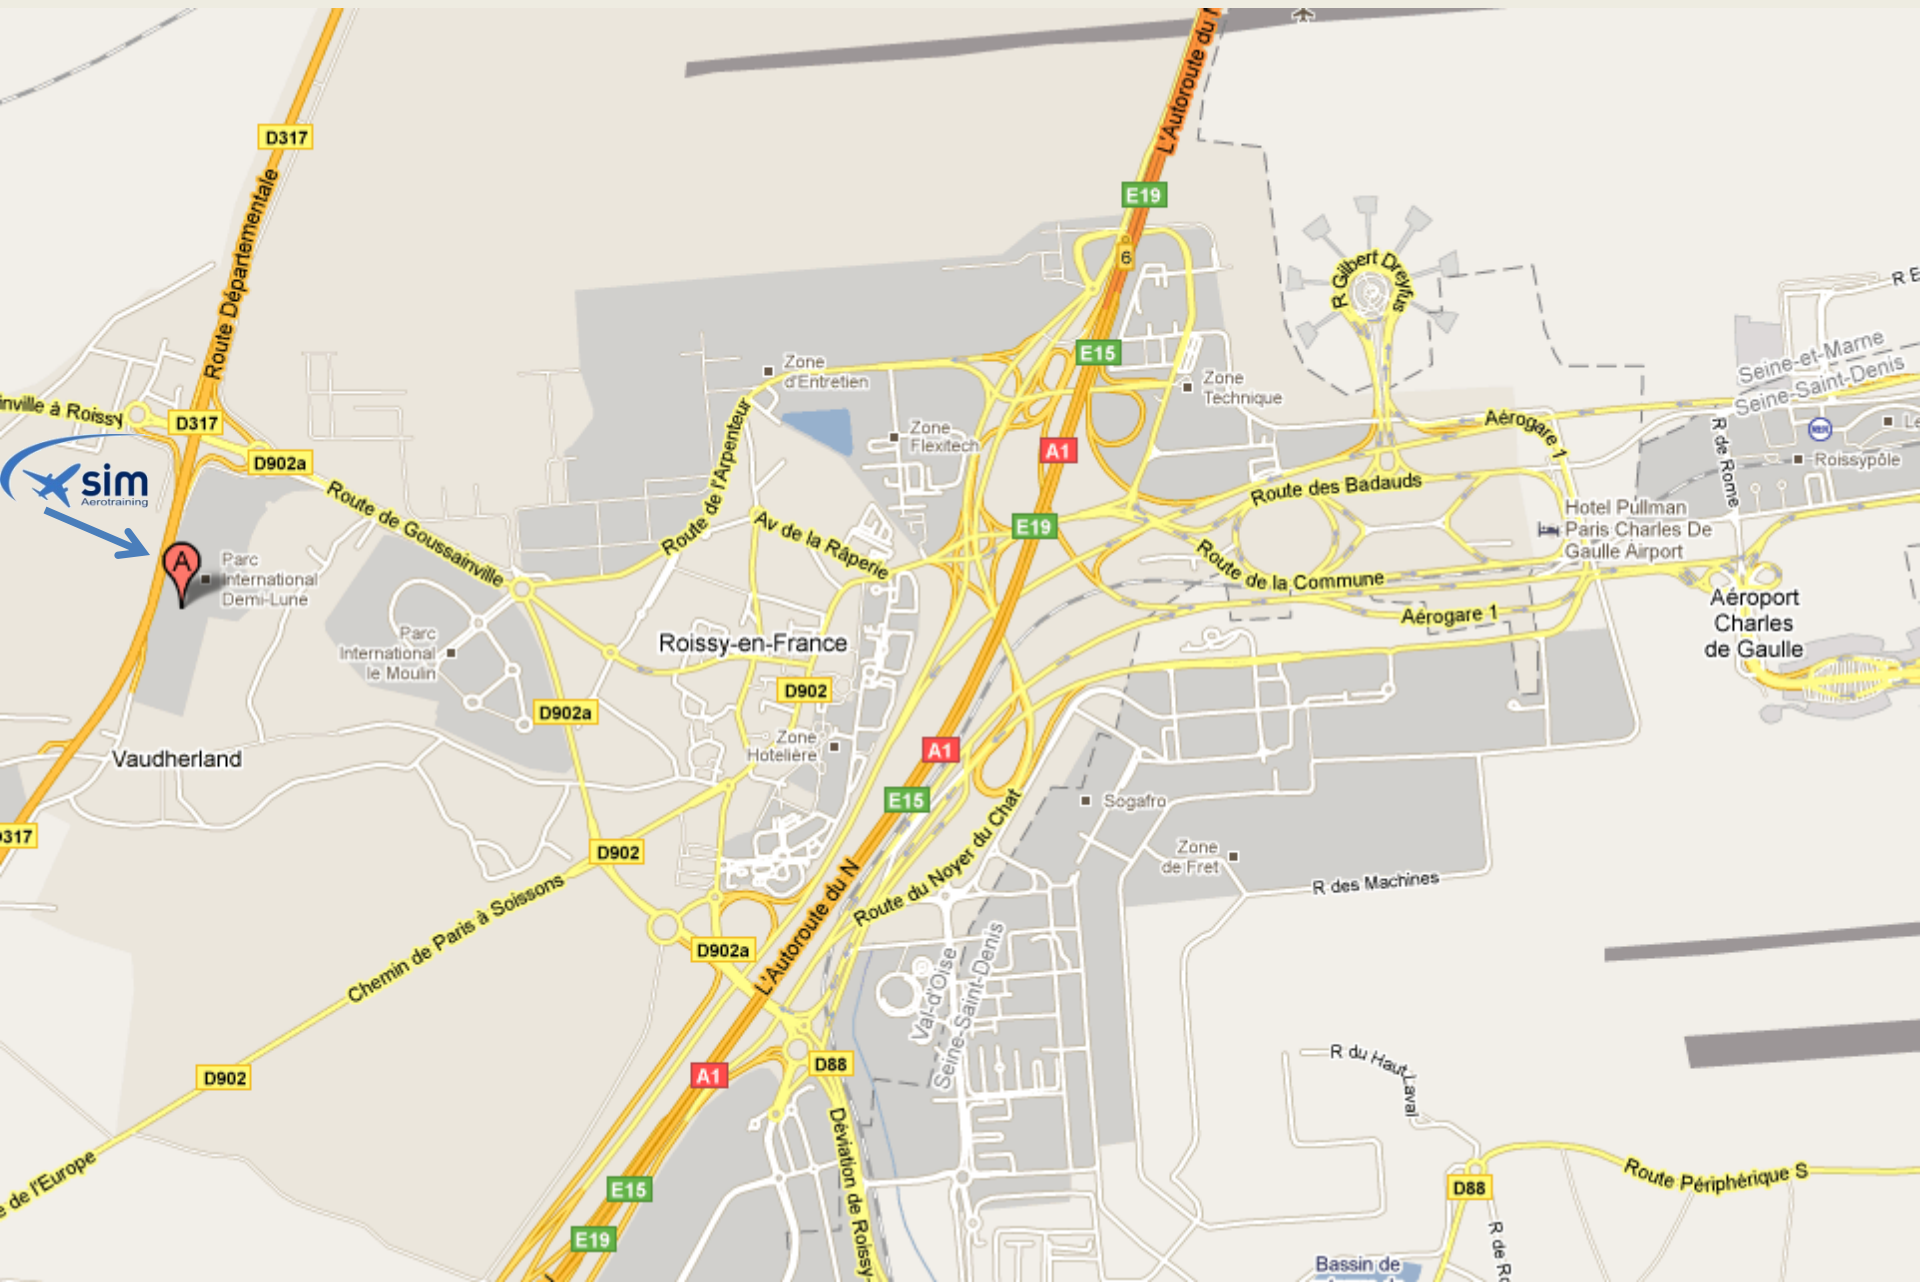 L'Autoroute du N
D317
Route Départementale
E19
6
R Gilbert Dreyfus
R E
E15
Seine-et-Marne
Seine-Saint-Denis
Zone
d'Entretien
Zone
Technique
inville à Roissy
D317
Aérogare 1
Zone
Flexitech
Route de l'Arpenteur
A1
D902a
R de Rome
Le
Roissypôle
sim
Aerotraining
Route de Goussainville
Route des Badauds
Av de la Râperie
E19
Hotel Pullman
Paris Charles De
Gaulle Airport
A
Parc
International
Demi-Lune
Route de la Commune
Aérogare 1
Aéroport
Charles
de Gaulle
Parc
International
le Moulin
Roissy-en-France
D902
D902a
Zone
Hotelière
A1
Vaudherland
E15
Sogafro
D317
D902
Zone
de Fret
Route du Noyer du Chat
R des Machines
Chemin de Paris à Soissons
L'Autoroute du N
D902a
Val-d'Oise
Seine-Saint-Denis
D902
A1
D88
R du Haut Laval
Déviation de Roissy-
e de l'Europe
E15
D88
Route Périphérique S
E19
R de Ro
Bassin de